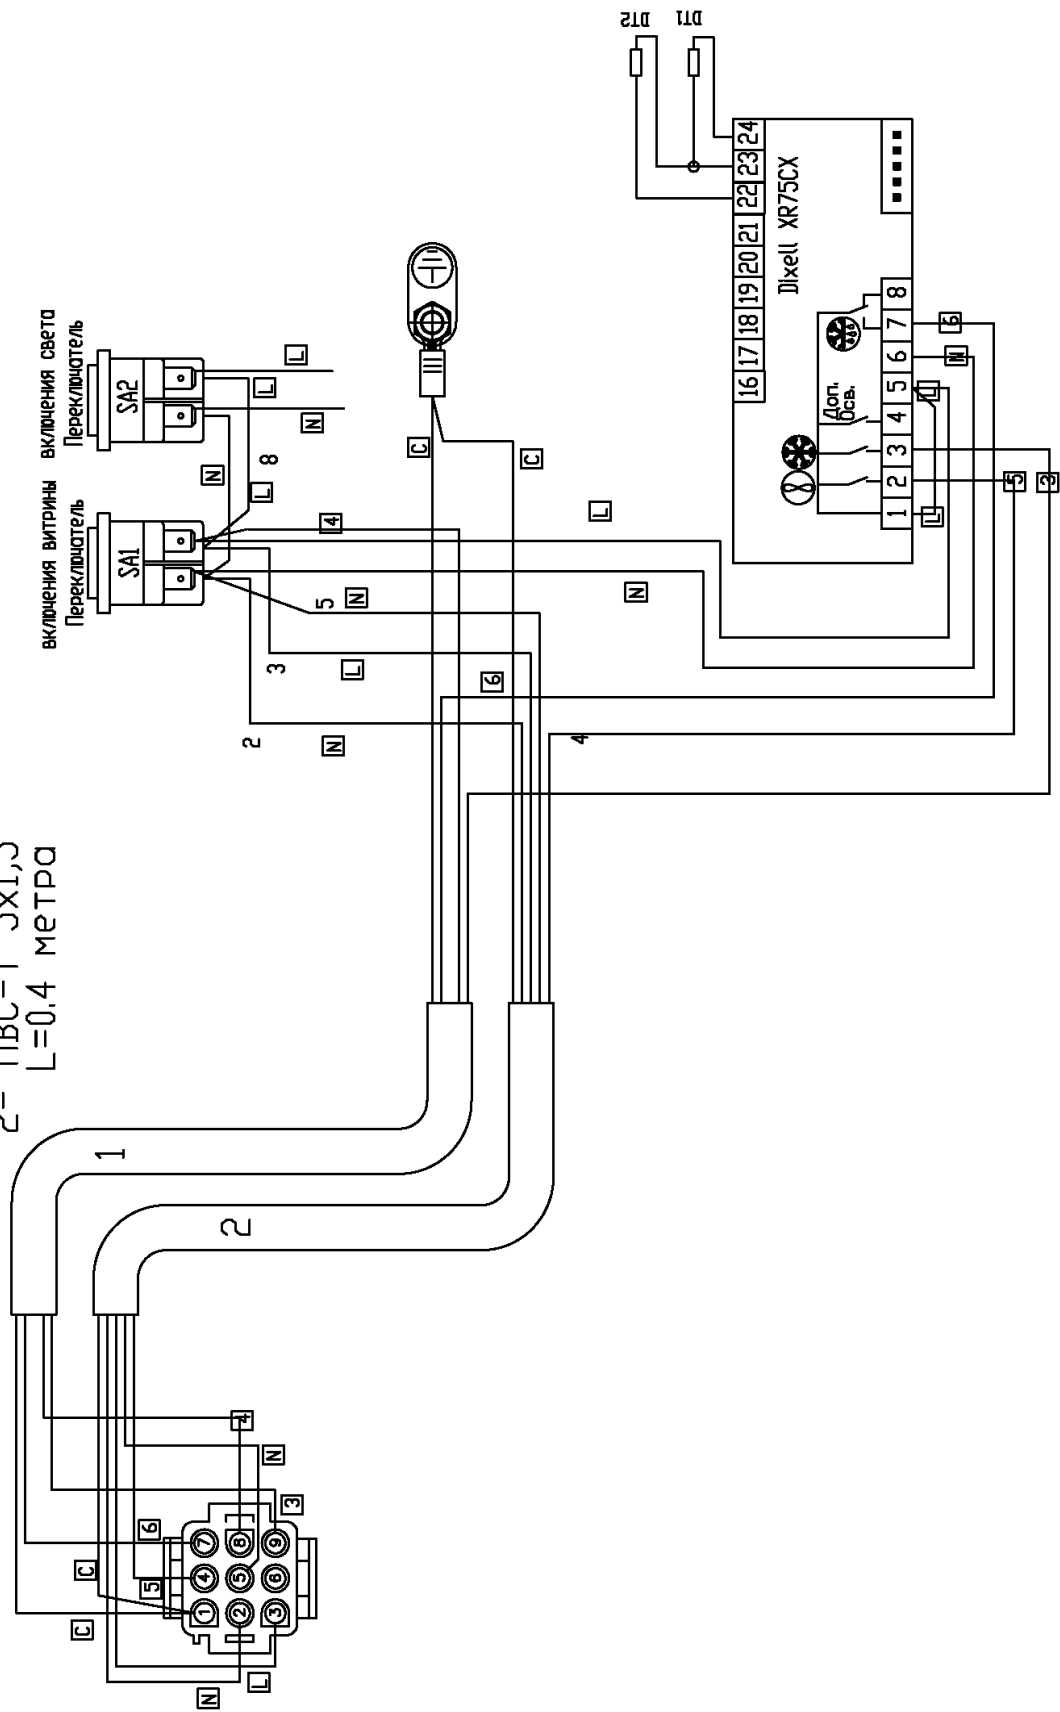 2- ПВС-Т
L=0.4 метра
Переключатель
включения витрины
Переключатель
включения света
SA1
SA2
DT2
DT1
Dixell XR75CX
16 17 18 19 20 21 22 23 24
1 2 3 4 5 6 7 8
Доп.
Осв.
L
N
L
N
L
8
4
5
N
3
L
2
N
C
C
L
N
6
4
6
N
L
L
5
3
1
2
4
N
3
6
5
C
C
N
L
7 8 9
4 5 6
1 2 3